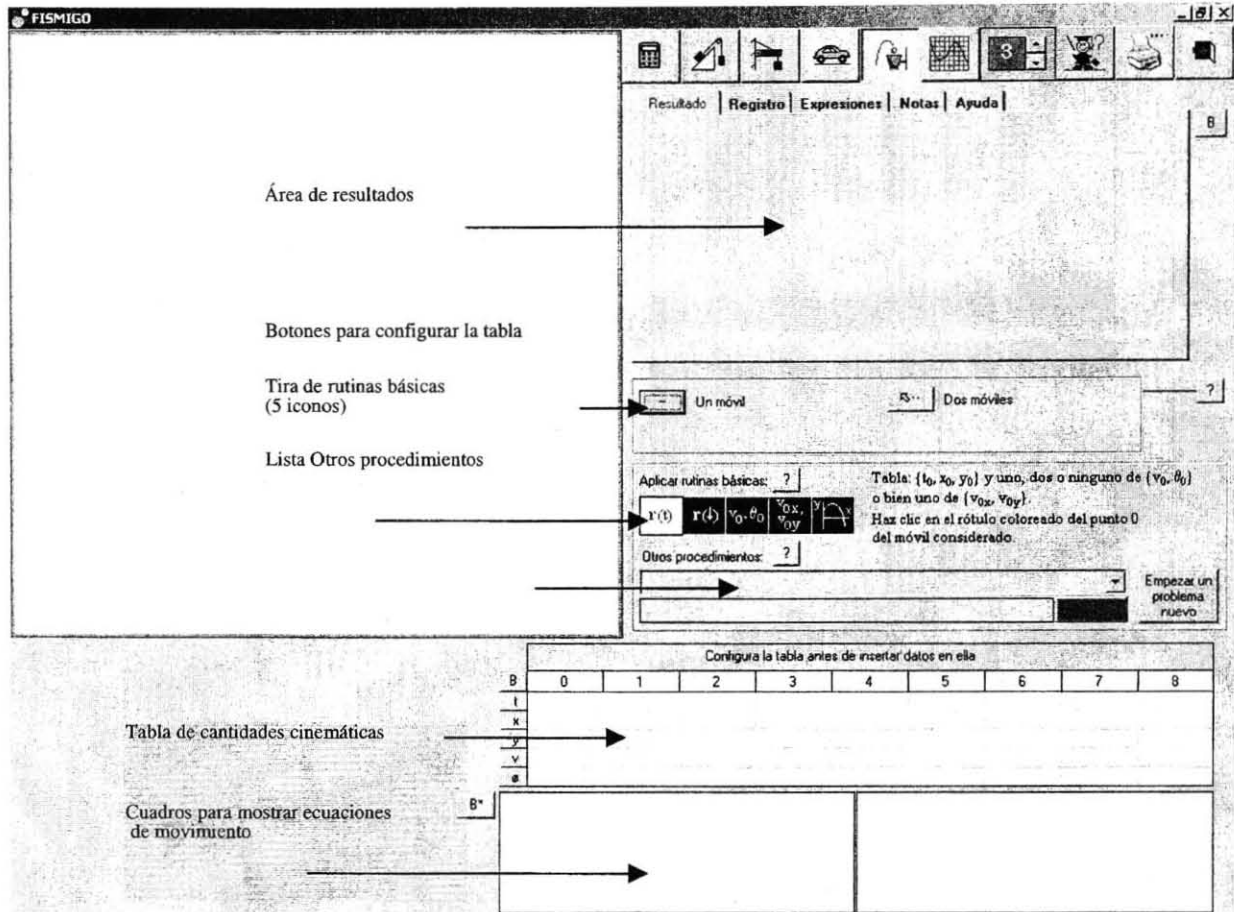 FISMIGO
3
Resultado Registro Expresiones Notas Ayuda
B
Área de resultados
Botones para configurar la tabla
Tira de rutinas básicas
(5 iconos)
Un móvil
Dos móviles
?
Lista Otros procedimientos
Aplicar rutinas básicas: ?
Tabla: {t₀, x₀, y₀} y uno, dos o ninguno de {v₀, θ₀}
o bien uno de {v₀ₓ, v₀y}.
Haz clic en el rótulo coloreado del punto 0
del móvil considerado.
r(t) r(↓) v₀, θ₀ v₀ₓ, v₀y y x
Otros procedimientos: ?
Empezar un
problema
nuevo
Configura la tabla antes de insertar datos en ella
B 0 1 2 3 4 5 6 7 8
t
x
y
v
ø
Tabla de cantidades cinemáticas
B*
Cuadros para mostrar ecuaciones
de movimiento